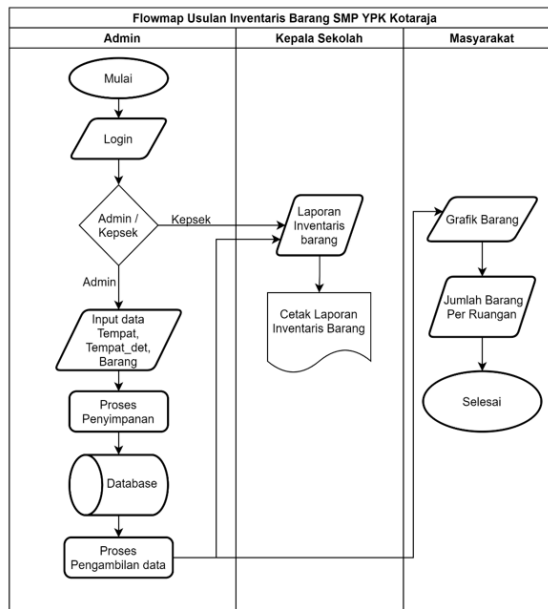 Flowmap Usulan Inventaris Barang SMP YPK Kotaraja
Admin
Kepala Sekolah
Masyarakat
Mulai
Login
Admin /
Kepsek
Kepsek
Admin
Input data
Tempat,
Tempat_det,
Barang
Proses
Penyimpanan
Database
Proses
Pengambilan data
Laporan
Inventaris
barang
Cetak Laporan
Inventaris Barang
Grafik Barang
Jumlah Barang
Per Ruangan
Selesai